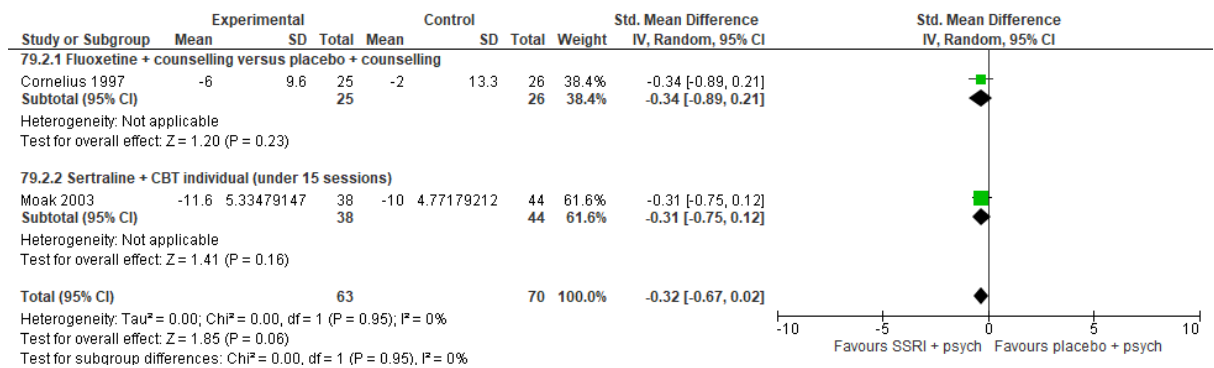 Experimental Control Std. Mean Difference Std. Mean Difference
Study or Subgroup Mean SD Total Mean SD Total Weight IV, Random, 95% CI IV, Random, 95% CI
79.2.1 Fluoxetine + counselling versus placebo + counselling
Cornelius 1997 -6 9.6 25 -2 13.3 26 38.4% -0.34 [-0.89, 0.21]
Subtotal (95% CI) 25 26 38.4% -0.34 [-0.89, 0.21]
Heterogeneity: Not applicable
Test for overall effect: Z = 1.20 (P = 0.23)
79.2.2 Sertraline + CBT individual (under 15 sessions)
Moak 2003 -11.6 5.33479147 38 -10 4.77179212 44 61.6% -0.31 [-0.75, 0.12]
Subtotal (95% CI) 38 44 61.6% -0.31 [-0.75, 0.12]
Heterogeneity: Not applicable
Test for overall effect: Z = 1.41 (P = 0.16)
Total (95% CI) 63 70 100.0% -0.32 [-0.67, 0.02]
Heterogeneity: Tau² = 0.00; Chi² = 0.00, df = 1 (P = 0.95); I² = 0%
Test for overall effect: Z = 1.85 (P = 0.06)
Test for subgroup differences: Chi² = 0.00, df = 1 (P = 0.95), I² = 0%
-10 -5 0 5 10
Favours SSRI + psych Favours placebo + psych